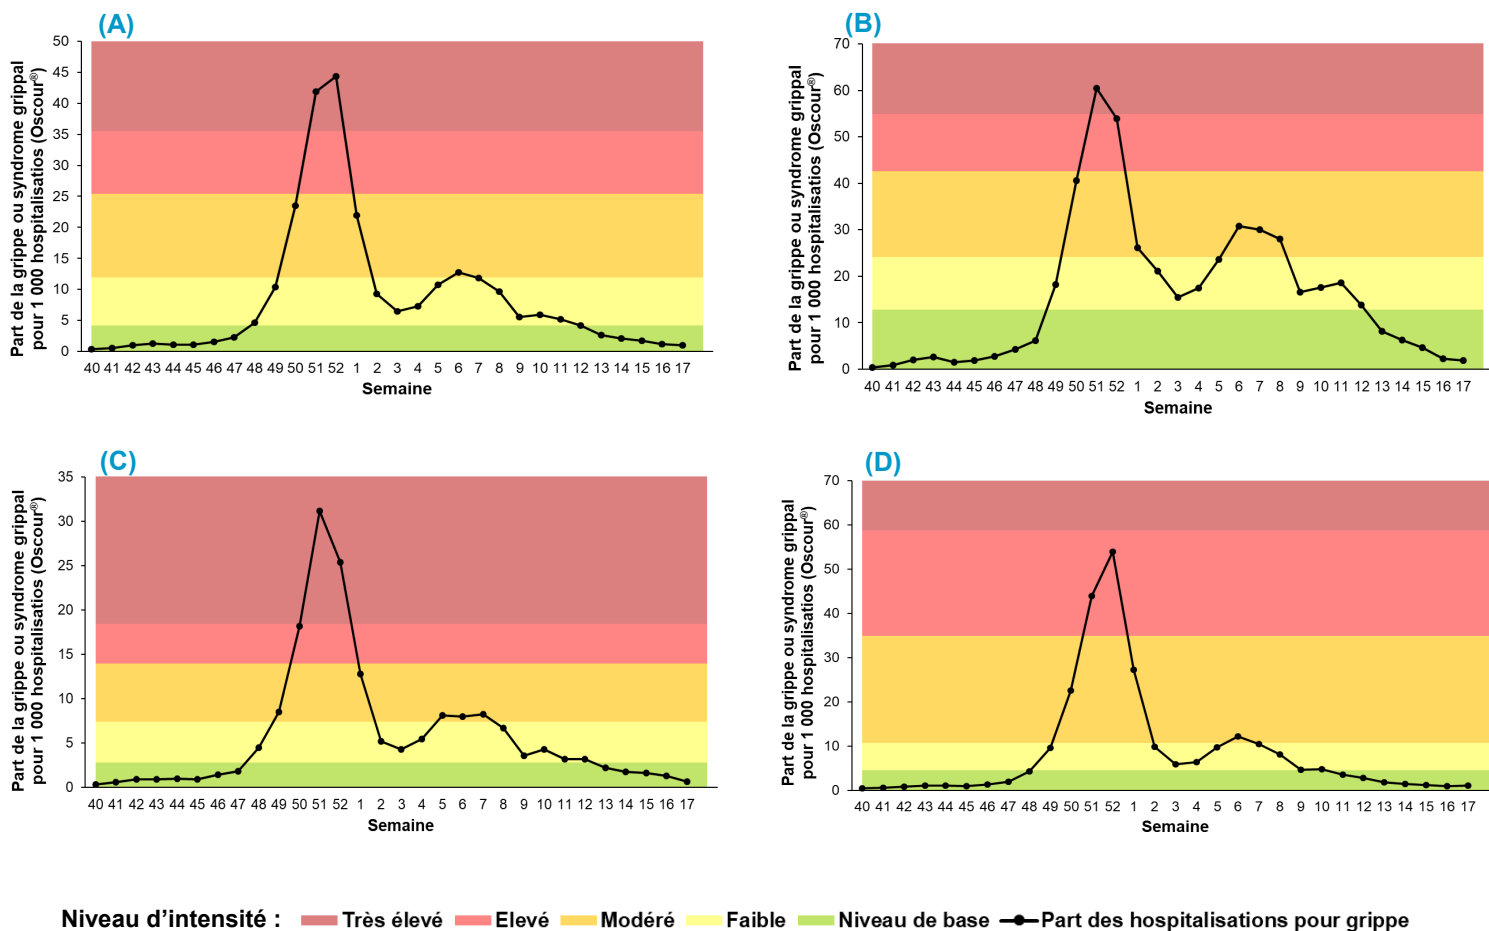 (A)
Part de la grippe ou syndrome grippal
pour 1 000 hospitalisatios (Oscour®)
50
45
40
35
30
25
20
15
10
5
0
40 41 42 43 44 45 46 47 48 49 50 51 52 1 2 3 4 5 6 7 8 9 10 11 12 13 14 15 16 17
Semaine
(B)
Part de la grippe ou syndrome grippal
pour 1 000 hospitalisatios (Oscour®)
70
60
50
40
30
20
10
0
40 41 42 43 44 45 46 47 48 49 50 51 52 1 2 3 4 5 6 7 8 9 10 11 12 13 14 15 16 17
Semaine
(C)
Part de la grippe ou syndrome grippal
pour 1 000 hospitalisatios (Oscour®)
35
30
25
20
15
10
5
0
40 41 42 43 44 45 46 47 48 49 50 51 52 1 2 3 4 5 6 7 8 9 10 11 12 13 14 15 16 17
Semaine
(D)
Part de la grippe ou syndrome grippal
pour 1 000 hospitalisatios (Oscour®)
70
60
50
40
30
20
10
0
40 41 42 43 44 45 46 47 48 49 50 51 52 1 2 3 4 5 6 7 8 9 10 11 12 13 14 15 16 17
Semaine
Niveau d'intensité : Très élevé Elevé Modéré Faible Niveau de base Part des hospitalisations pour grippe